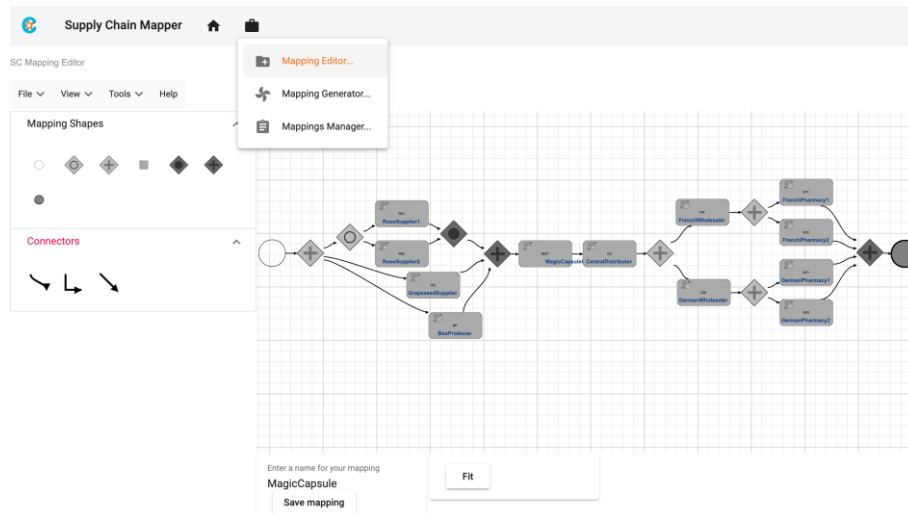 Supply Chain Mapper
SC Mapping Editor
Mapping Editor...
Mapping Generator...
Mappings Manager...
File View Tools Help
Mapping Shapes
Connectors
RoseSupplier1
RoseSupplier2
GrapeseedSupplier
BoxProducer
MagicCapsule
CentralDistributor
FrenchWholesaler
GermanWholesaler
FrenchPharmacy1
FrenchPharmacy2
GermanPharmacy1
GermanPharmacy2
Enter a name for your mapping
MagicCapsule
Save mapping
Fit